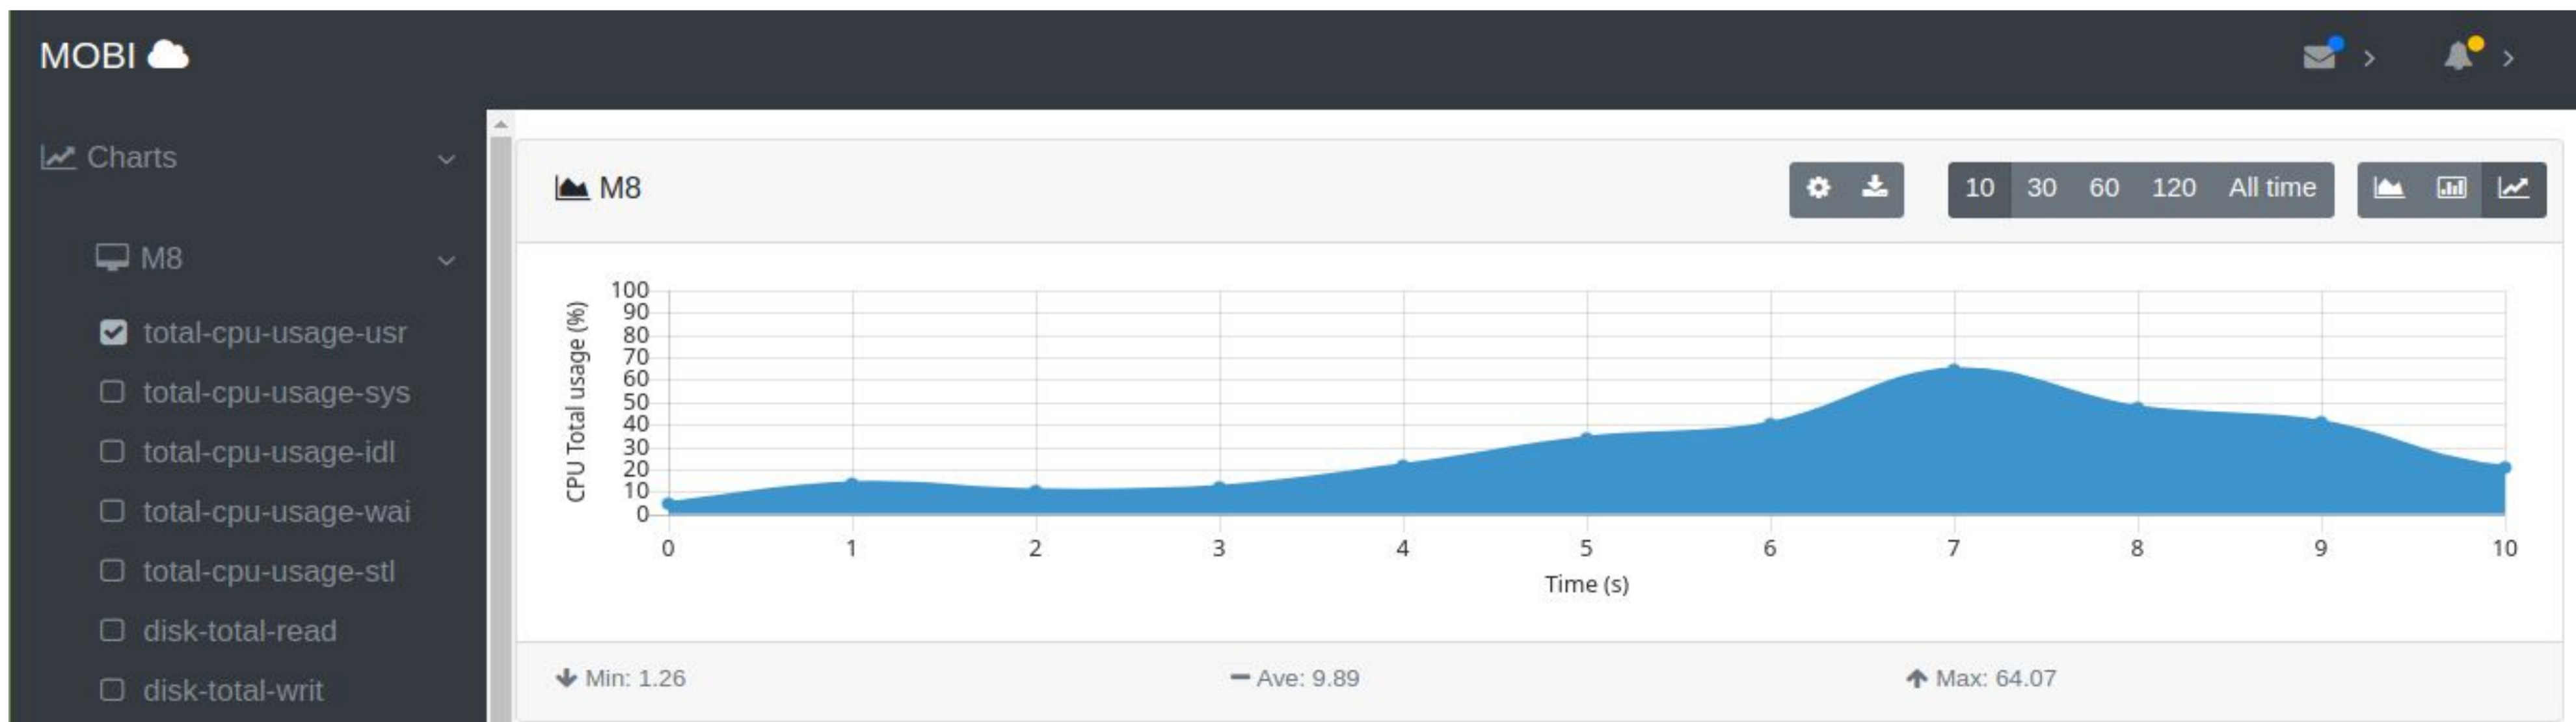 MOBI
Charts
M8
total-cpu-usage-usr
total-cpu-usage-sys
total-cpu-usage-idl
total-cpu-usage-wai
total-cpu-usage-stl
disk-total-read
disk-total-writ
M8
10 30 60 120 All time
CPU Total usage (%)
100
90
80
70
60
50
40
30
20
10
0
0 1 2 3 4 5 6 7 8 9 10
Time (s)
Min: 1.26
Ave: 9.89
Max: 64.07